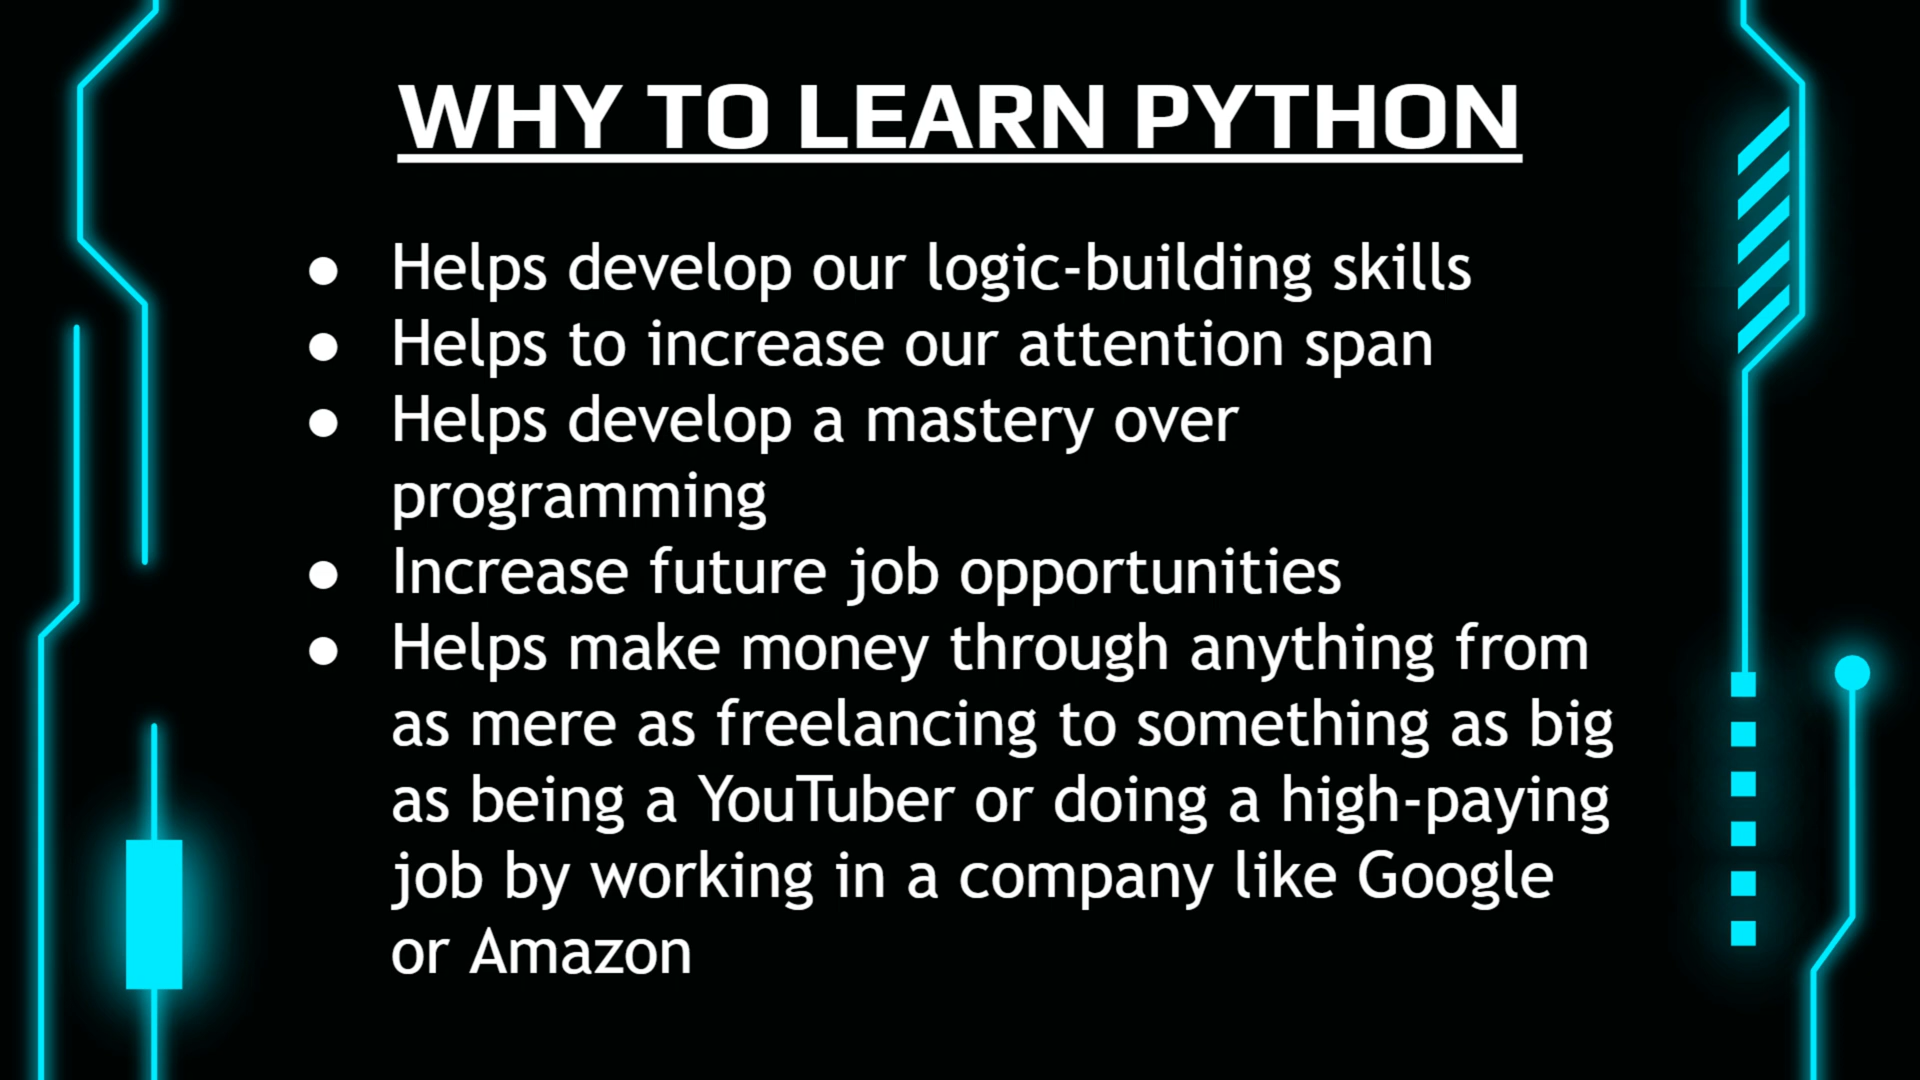 WHY TO LEARN PYTHON
● Helps develop our logic-building skills
● Helps to increase our attention span
● Helps develop a mastery over
programming
● Increase future job opportunities
● Helps make money through anything from
as mere as freelancing to something as big
as being a YouTuber or doing a high-paying
job by working in a company like Google
or Amazon